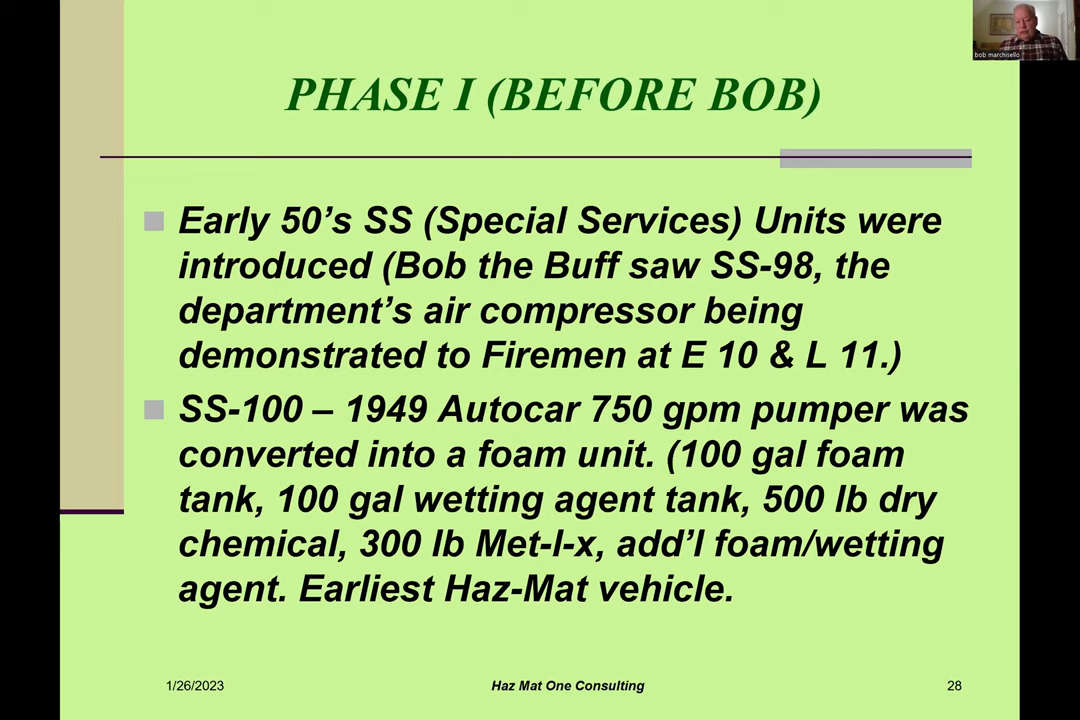 bob marchisello
PHASE I (BEFORE BOB)
Early 50’s SS (Special Services) Units were
introduced (Bob the Buff saw SS-98, the
department’s air compressor being
demonstrated to Firemen at E 10 & L 11.)
SS-100 – 1949 Autocar 750 gpm pumper was
converted into a foam unit. (100 gal foam
tank, 100 gal wetting agent tank, 500 lb dry
chemical, 300 lb Met-l-x, add’l foam/wetting
agent. Earliest Haz-Mat vehicle.
1/26/2023
Haz Mat One Consulting
28